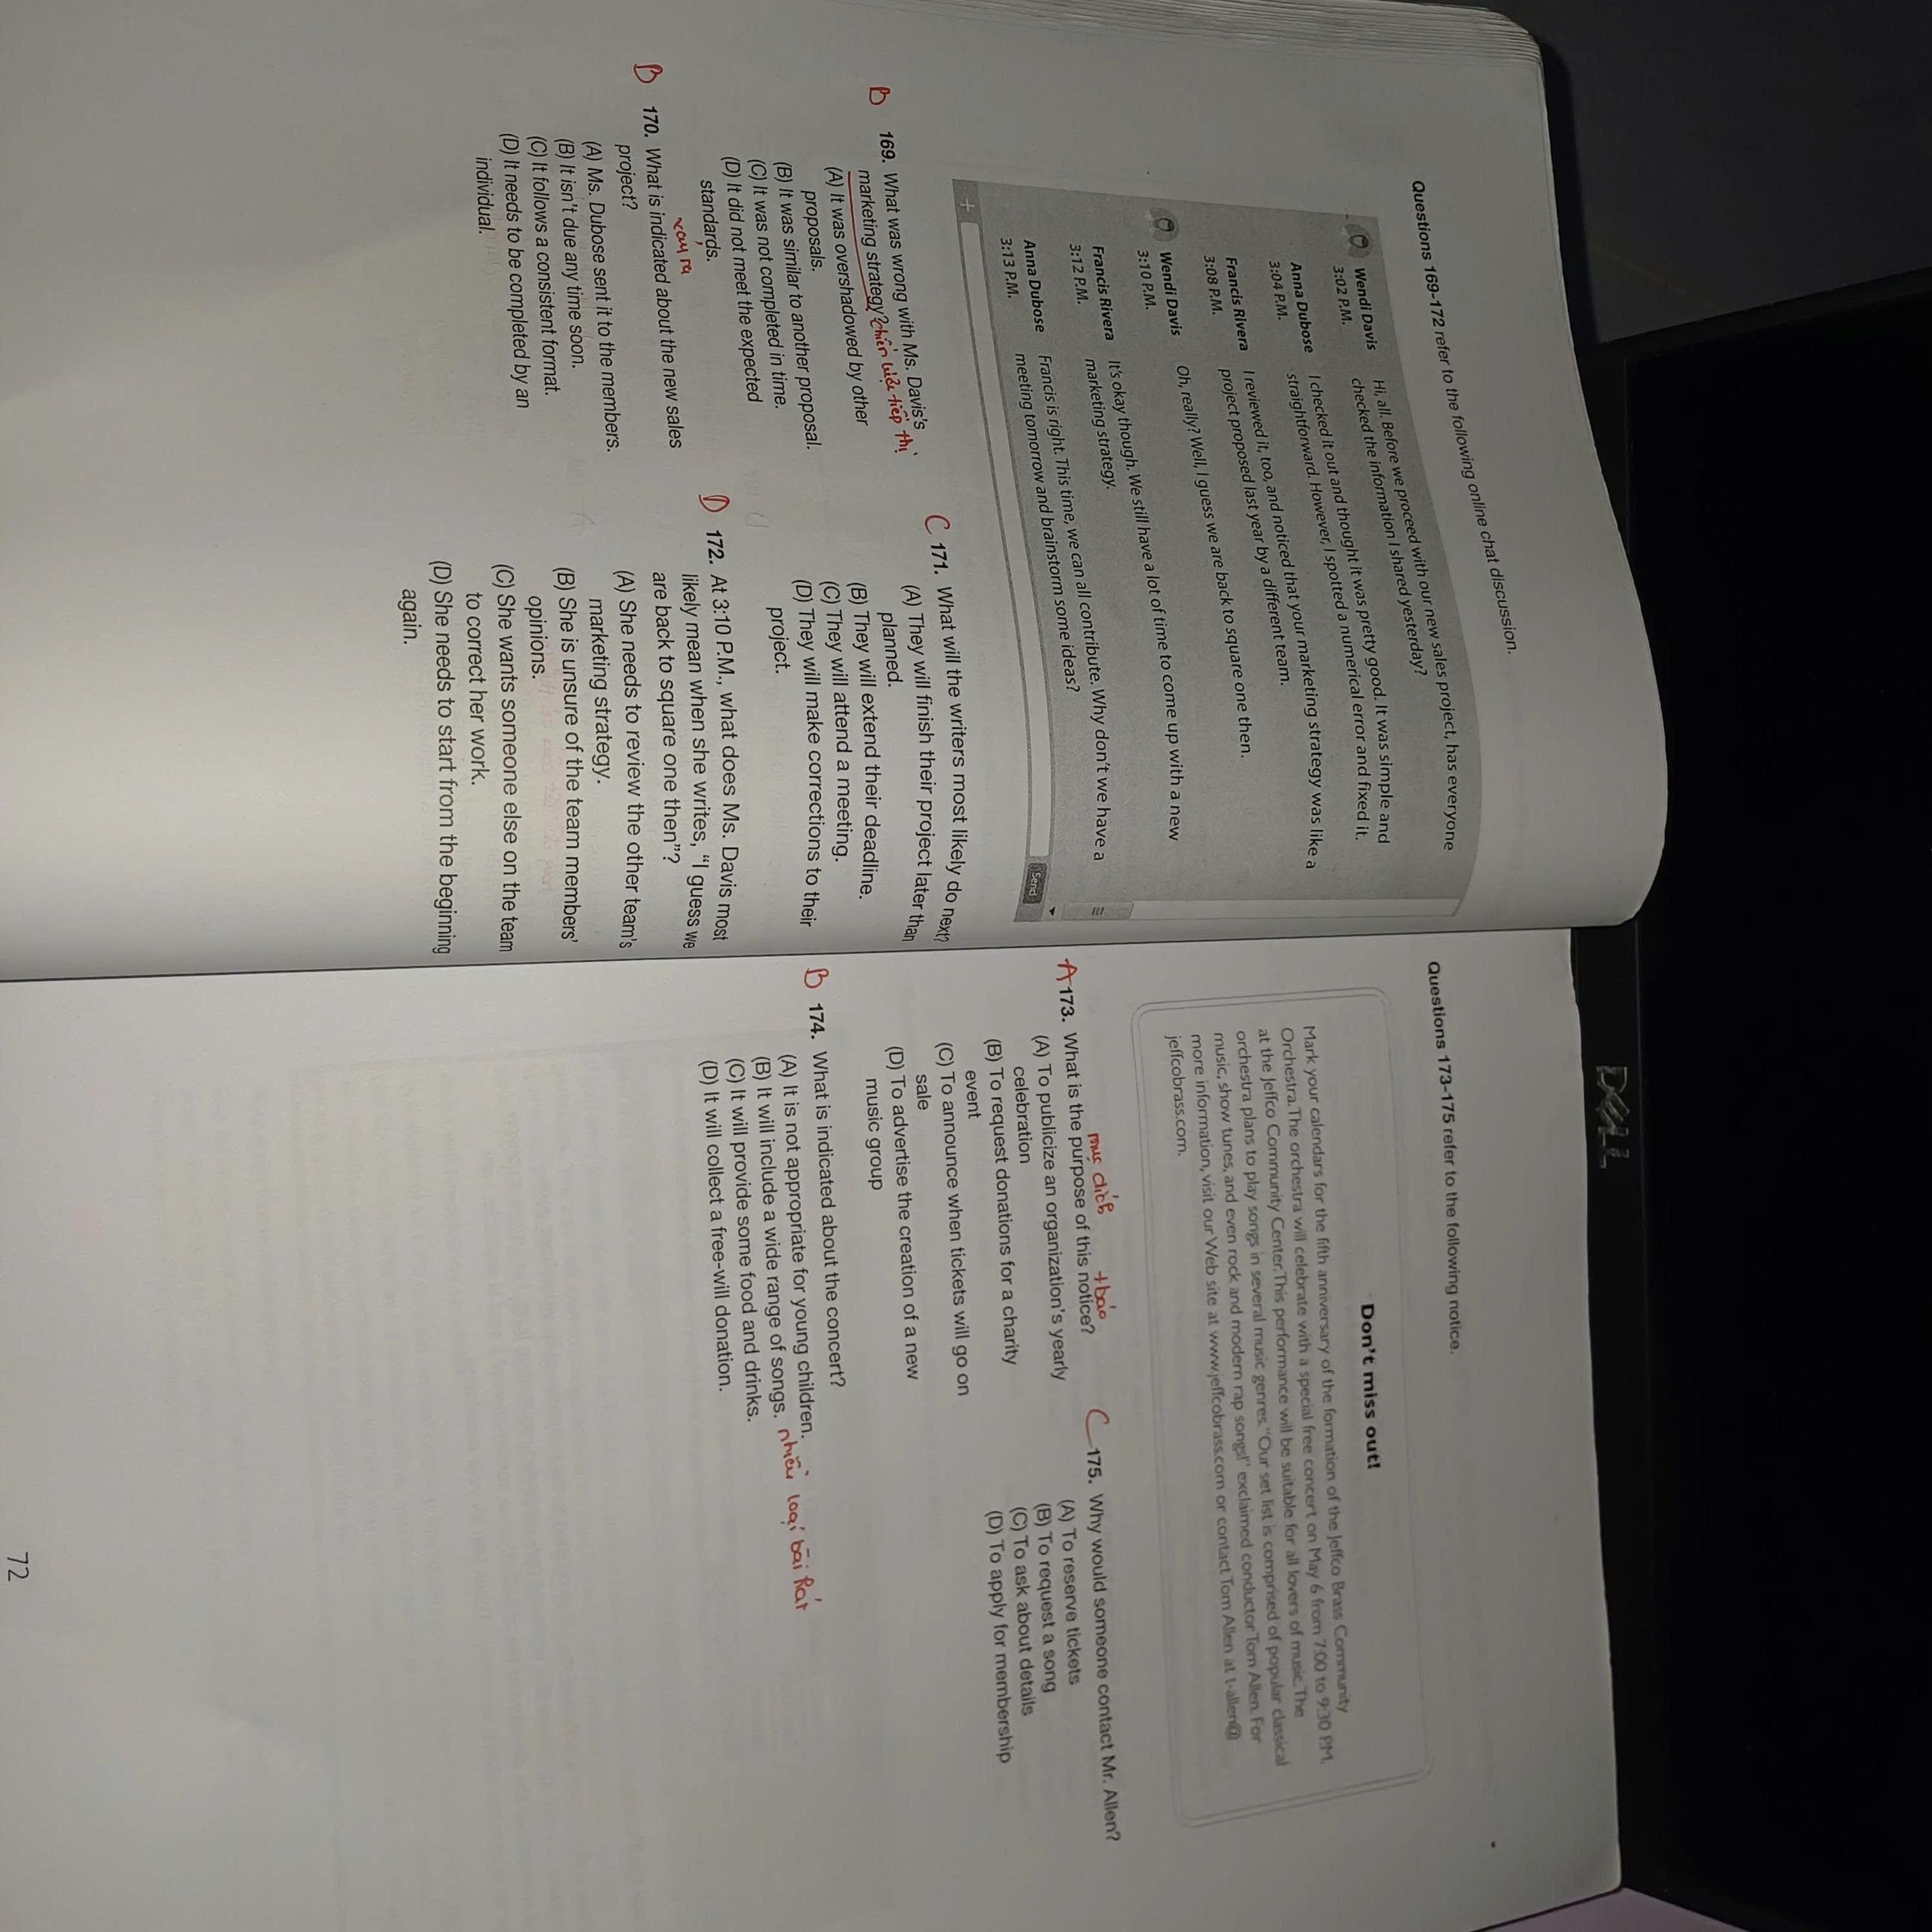 Questions 169-172 refer to the following online chat discussion.
Wendi Davis
3:02 P.M.
Hi, all. Before we proceed with our new sales project, has everyone
checked the information I shared yesterday?
Anna Dubose
3:04 P.M.
I checked it out and thought it was pretty good. It was simple and
straightforward. However, I spotted a numerical error and fixed it.
Francis Rivera
3:08 P.M.
I reviewed it, too, and noticed that your marketing strategy was like a
project proposed last year by a different team.
Wendi Davis
3:10 P.M.
Oh, really? Well, I guess we are back to square one then.
Francis Rivera
3:12 P.M.
It's okay though. We still have a lot of time to come up with a new
marketing strategy.
Anna Dubose
3:13 P.M.
Francis is right. This time, we can all contribute. Why don't we have a
meeting tomorrow and brainstorm some ideas?
+
Send
B 169. What was wrong with Ms. Davis's
marketing strategy? chiến lược tiếp thị
(A) It was overshadowed by other
proposals.
(B) It was similar to another proposal.
(C) It was not completed in time.
(D) It did not meet the expected
standards.
xảy ra
B 170. What is indicated about the new sales
project?
(A) Ms. Dubose sent it to the members.
(B) It isn't due any time soon.
(C) It follows a consistent format.
(D) It needs to be completed by an
individual.
C 171. What will the writers most likely do next?
(A) They will finish their project later than
planned.
(B) They will extend their deadline.
(C) They will attend a meeting.
(D) They will make corrections to their
project.
D 172. At 3:10 P.M., what does Ms. Davis most
likely mean when she writes, “I guess we
are back to square one then”?
(A) She needs to review the other team's
marketing strategy.
(B) She is unsure of the team members'
opinions.
(C) She wants someone else on the team
to correct her work.
(D) She needs to start from the beginning
again.
Questions 173-175 refer to the following notice.
Don't miss out!
Mark your calendars for the fifth anniversary of the formation of the Jeffco Brass Community
Orchestra. The orchestra will celebrate with a special free concert on May 6 from 7:00 to 9:30 P.M.
at the Jeffco Community Center. This performance will be suitable for all lovers of music. The
orchestra plans to play songs in several music genres. “Our set list is comprised of popular classical
music, show tunes, and even rock and modern rap songs!” exclaimed conductor Tom Allen. For
more information, visit our Web site at www.jeffcobrass.com or contact Tom Allen at t-allen@
jeffcobrass.com.
mục đích +báo
A 173. What is the purpose of this notice?
(A) To publicize an organization's yearly
celebration
(B) To request donations for a charity
event
(C) To announce when tickets will go on
sale
(D) To advertise the creation of a new
music group
B 174. What is indicated about the concert?
(A) It is not appropriate for young children.
(B) It will include a wide range of songs. nhiều loại bài hát
(C) It will provide some food and drinks.
(D) It will collect a free-will donation.
C 175. Why would someone contact Mr. Allen?
(A) To reserve tickets
(B) To request a song
(C) To ask about details
(D) To apply for membership
72
DELL